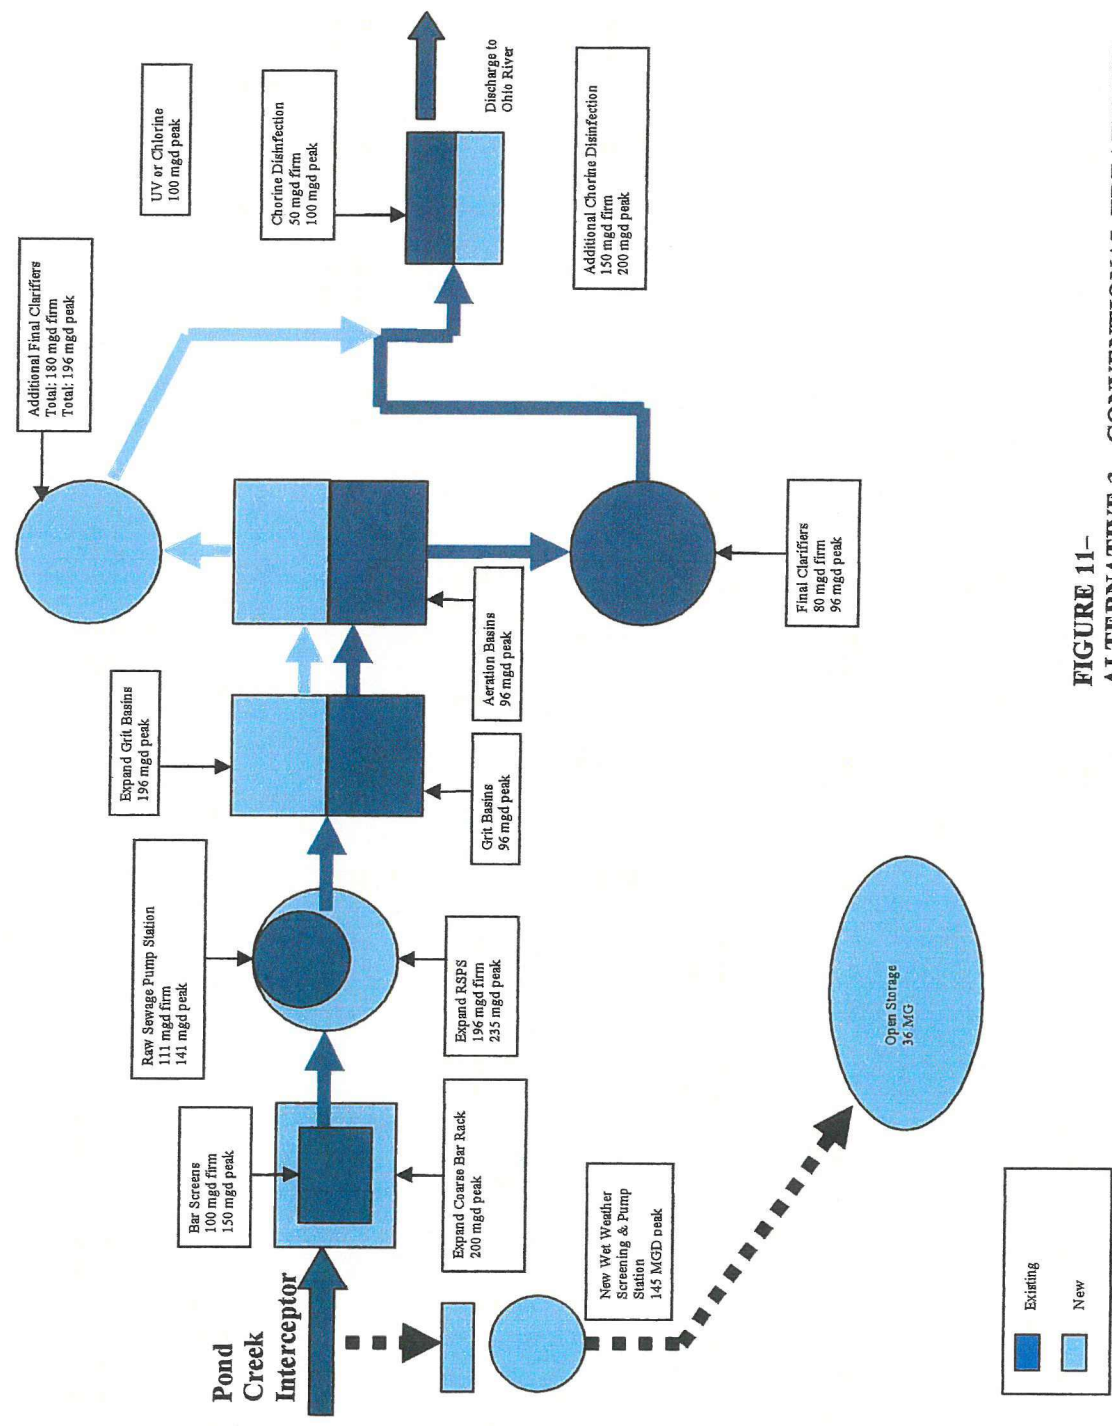 Pond
Creek
Interceptor
Bar Screens
100 mgd firm
150 mgd peak
Expand Coarse Bar Rack
200 mgd peak
New Wet Weather
Screening & Pump
Station
145 MGD peak
Raw Sewage Pump Station
111 mgd firm
141 mgd peak
Expand RSPS
196 mgd firm
235 mgd peak
Open Storage
36 MG
Expand Grit Basins
196 mgd peak
Grit Basins
96 mgd peak
Aeration Basins
96 mgd peak
Additional Final Clarifiers
Total: 180 mgd firm
Total: 196 mgd peak
Final Clarifiers
80 mgd firm
96 mgd peak
UV or Chlorine
100 mgd peak
Chorine Disinfection
50 mgd firm
100 mgd peak
Discharge to
Ohio River
Additional Chorine Disinfection
150 mgd firm
200 mgd peak
Existing
New
FIGURE 11–